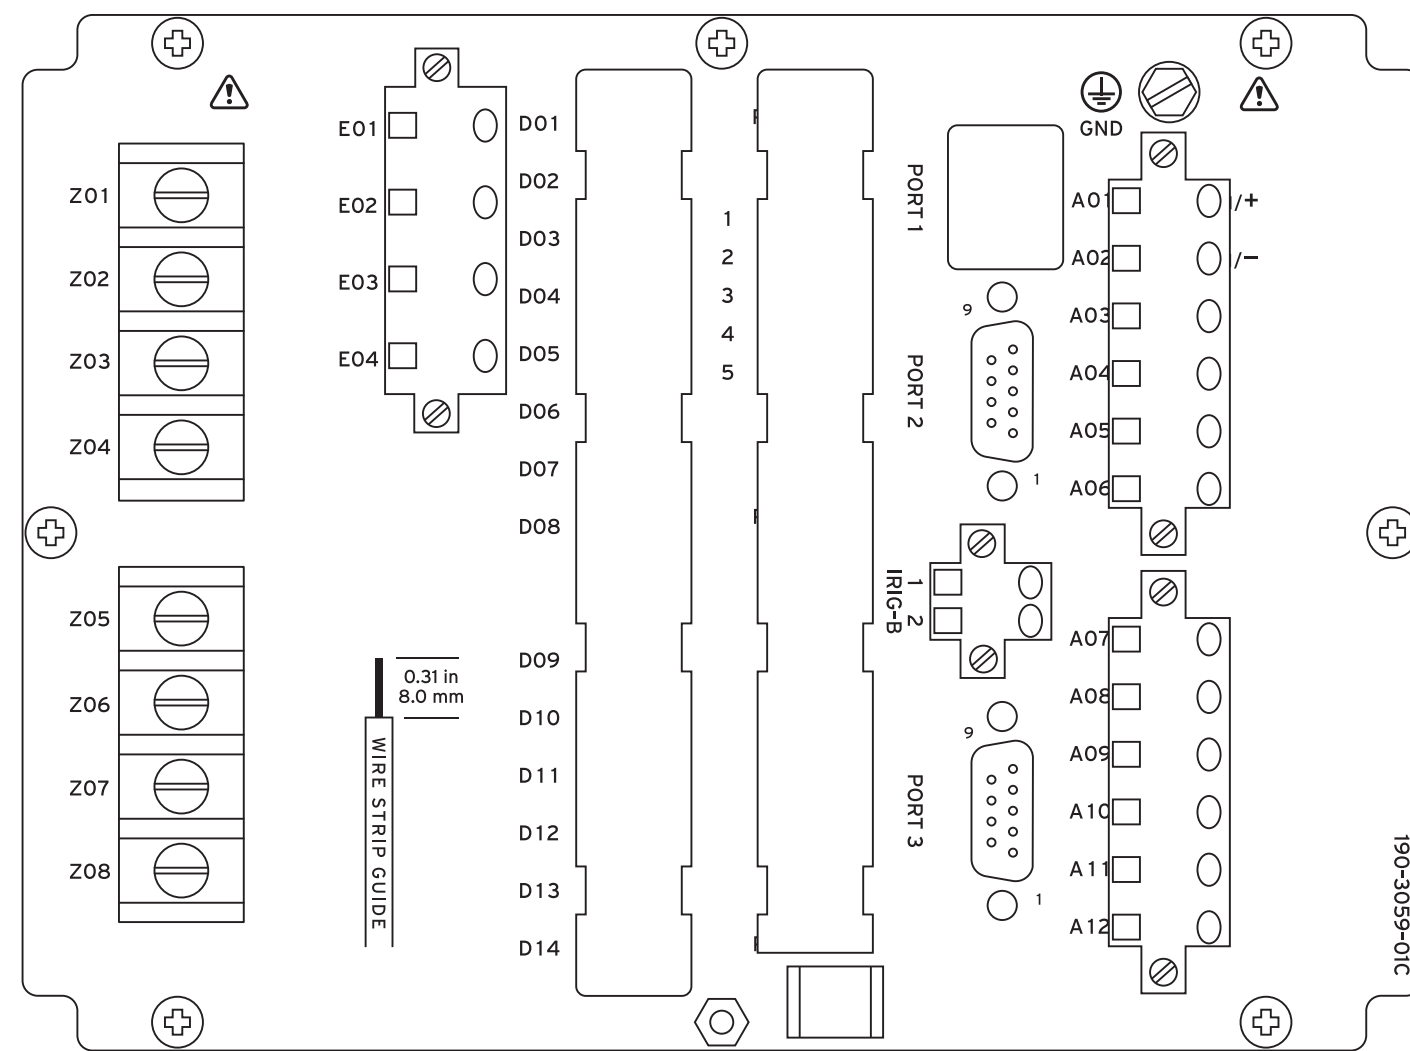 Z01
Z02
Z03
Z04
Z05
Z06
Z07
Z08
E01
E02
E03
E04
0.31 in
8.0 mm
WIRE STRIP GUIDE
D01
D02
D03
D04
D05
D06
D07
D08
D09
D10
D11
D12
D13
D14
1
2
3
4
5
PORT 1
PORT 2
9
1
IRIG-B
1
2
PORT 3
9
1
GND
A01
/+
A02
/−
A03
A04
A05
A06
A07
A08
A09
A10
A11
A12
190-3059-01C